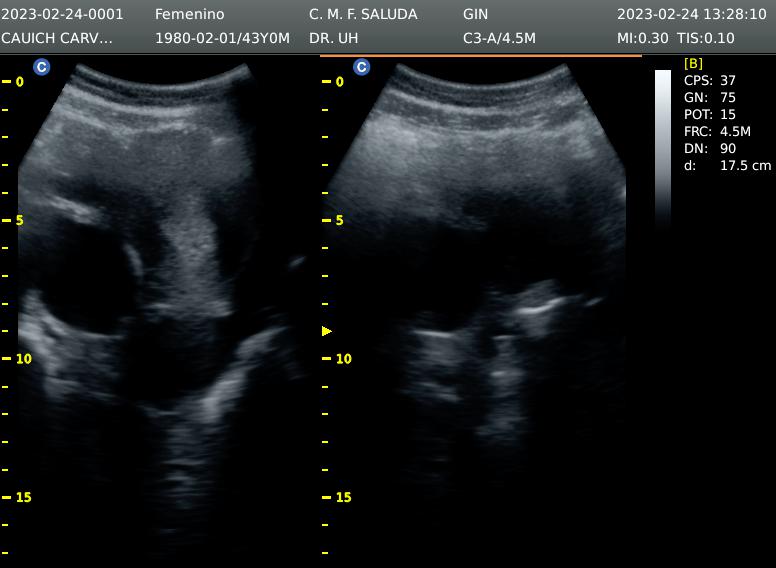 2023-02-24-0001 Femenino C. M. F. SALUDA GIN 2023-02-24 13:28:10
CAUICH CARV... 1980-02-01/43Y0M DR. UH C3-A/4.5M MI:0.30 TIS:0.10
C C [B]
0 0 CPS: 37
GN: 75
POT: 15
FRC: 4.5M
DN: 90
d: 17.5 cm
5 5
10 10
15 15